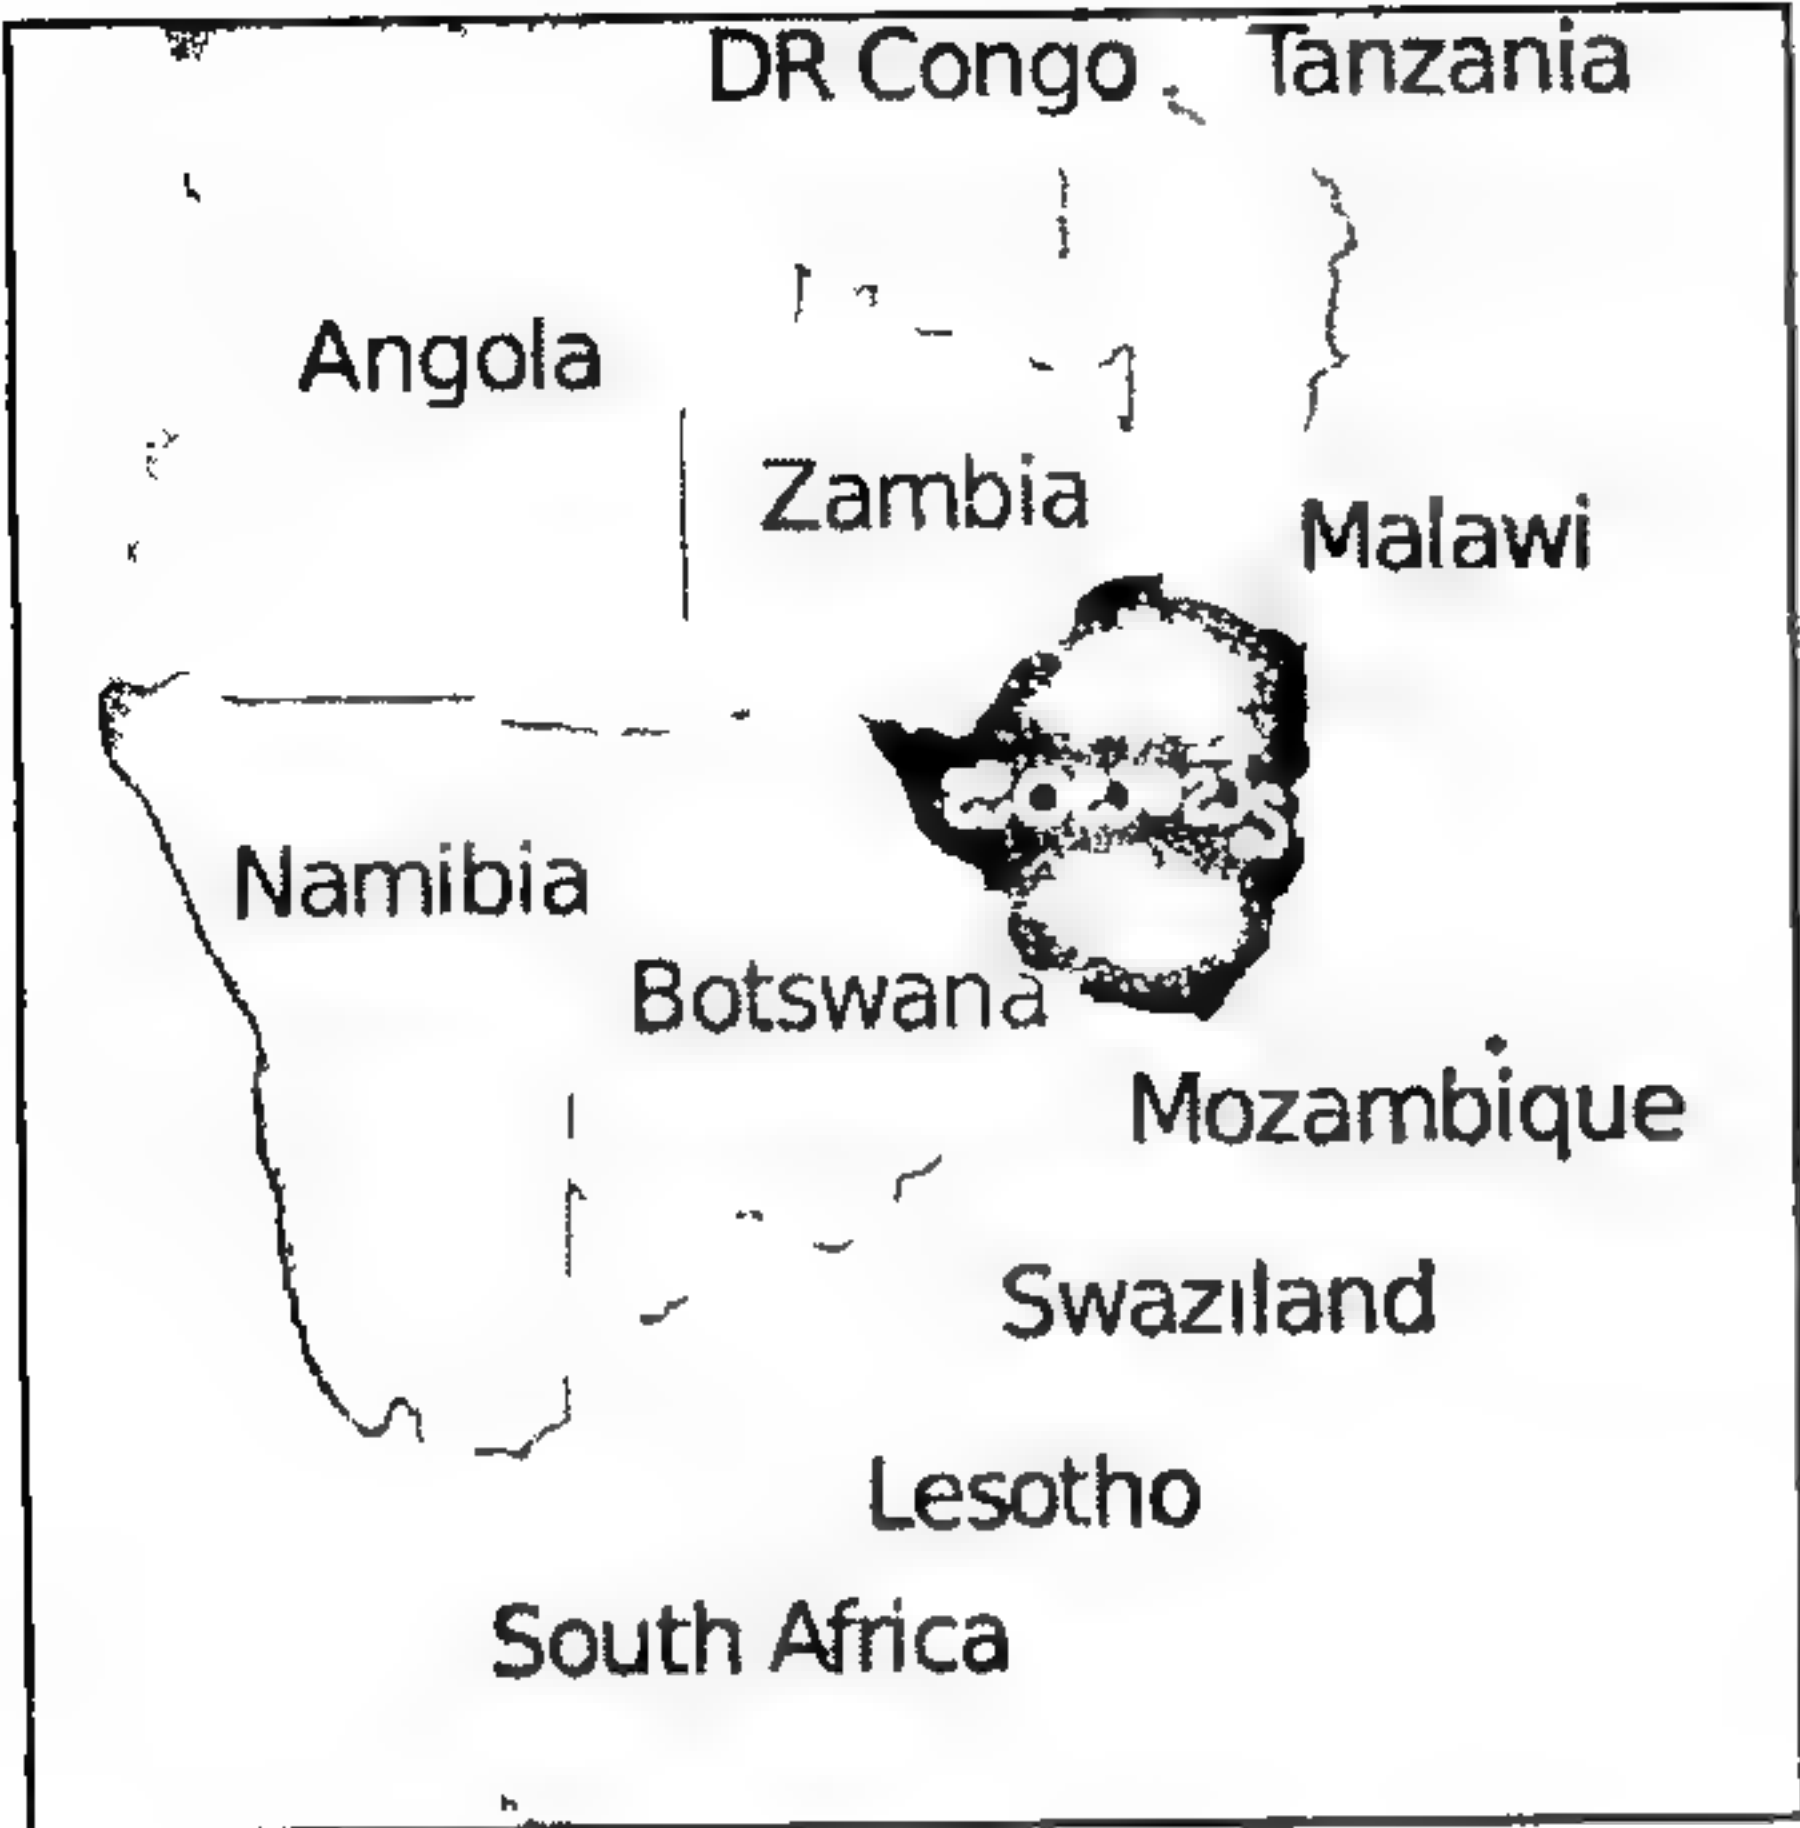 DR Congo Tanzania
Angola
Zambia
Malawi
Namibia
Botswana
Mozambique
Swaziland
Lesotho
South Africa